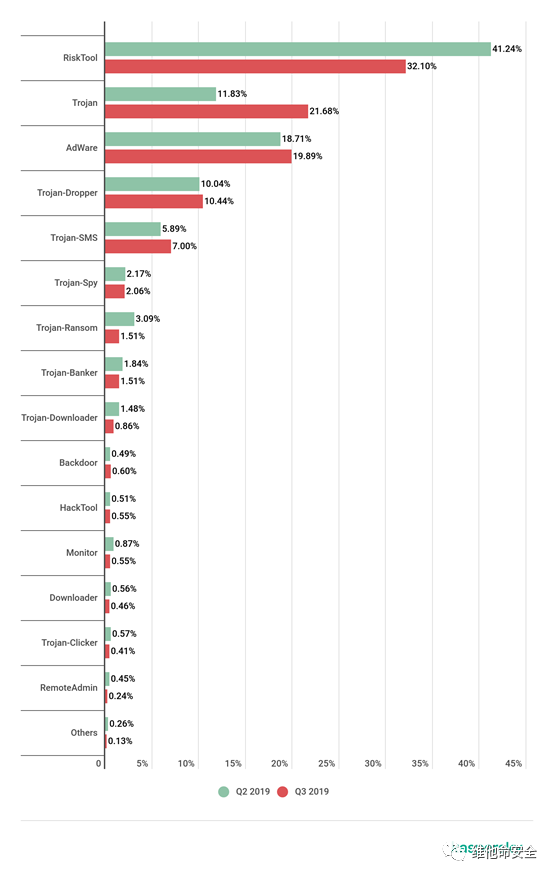 RiskTool
41.24%
32.10%
Trojan
11.83%
21.68%
AdWare
18.71%
19.89%
Trojan-Dropper
10.04%
10.44%
Trojan-SMS
5.89%
7.00%
Trojan-Spy
2.17%
2.06%
Trojan-Ransom
3.09%
1.51%
Trojan-Banker
1.84%
1.51%
Trojan-Downloader
1.48%
0.86%
Backdoor
0.49%
0.60%
HackTool
0.51%
0.55%
Monitor
0.87%
0.55%
Downloader
0.56%
0.46%
Trojan-Clicker
0.57%
0.41%
RemoteAdmin
0.45%
0.24%
Others
0.26%
0.13%
0 5% 10% 15% 20% 25% 30% 35% 40% 45%
Q2 2019 Q3 2019
维他命安全